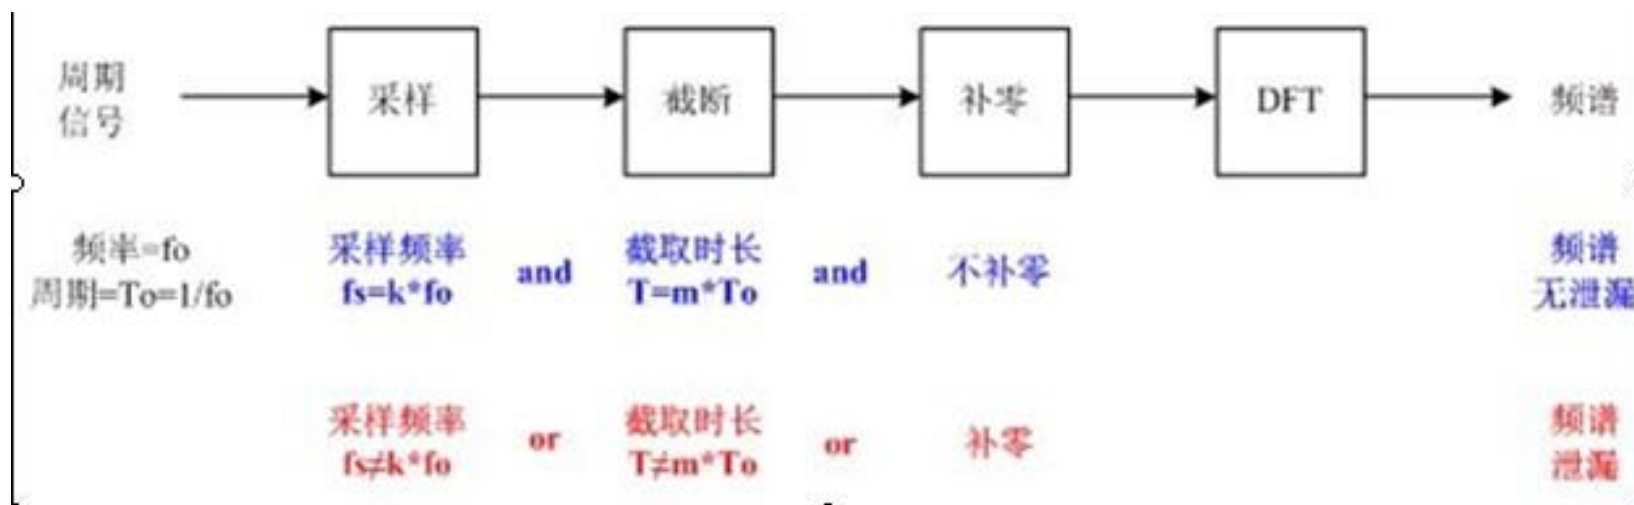 周期
信号
采样
截断
补零
DFT
频谱
频率=fo
周期=To=1/fo
采样频率
fs=k*fo
and
截取时长
T=m*To
and
不补零
频谱
无泄漏
采样频率
fs≠k*fo
or
截取时长
T≠m*To
or
补零
频谱
泄漏